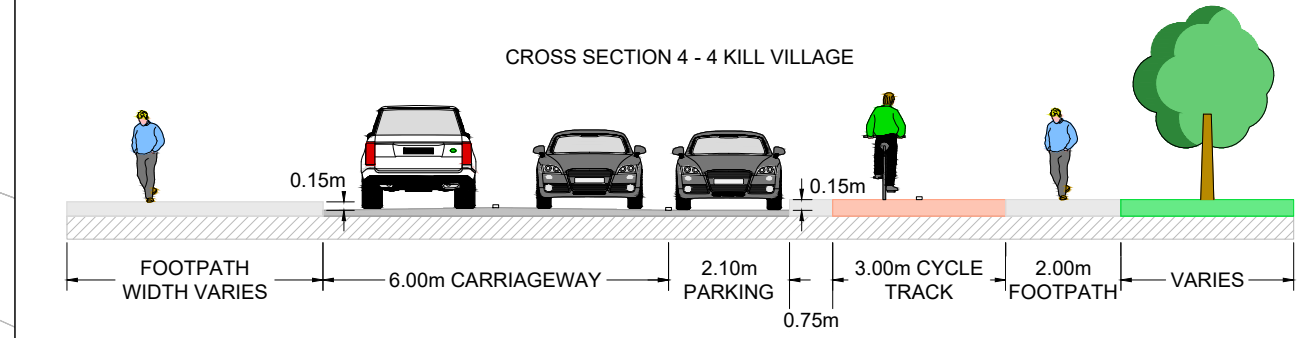 CROSS SECTION 4 - 4 KILL VILLAGE
0.15m
0.15m
FOOTPATH
WIDTH VARIES
6.00m CARRIAGEWAY
2.10m
PARKING
0.75m
3.00m CYCLE
TRACK
2.00m
FOOTPATH
VARIES